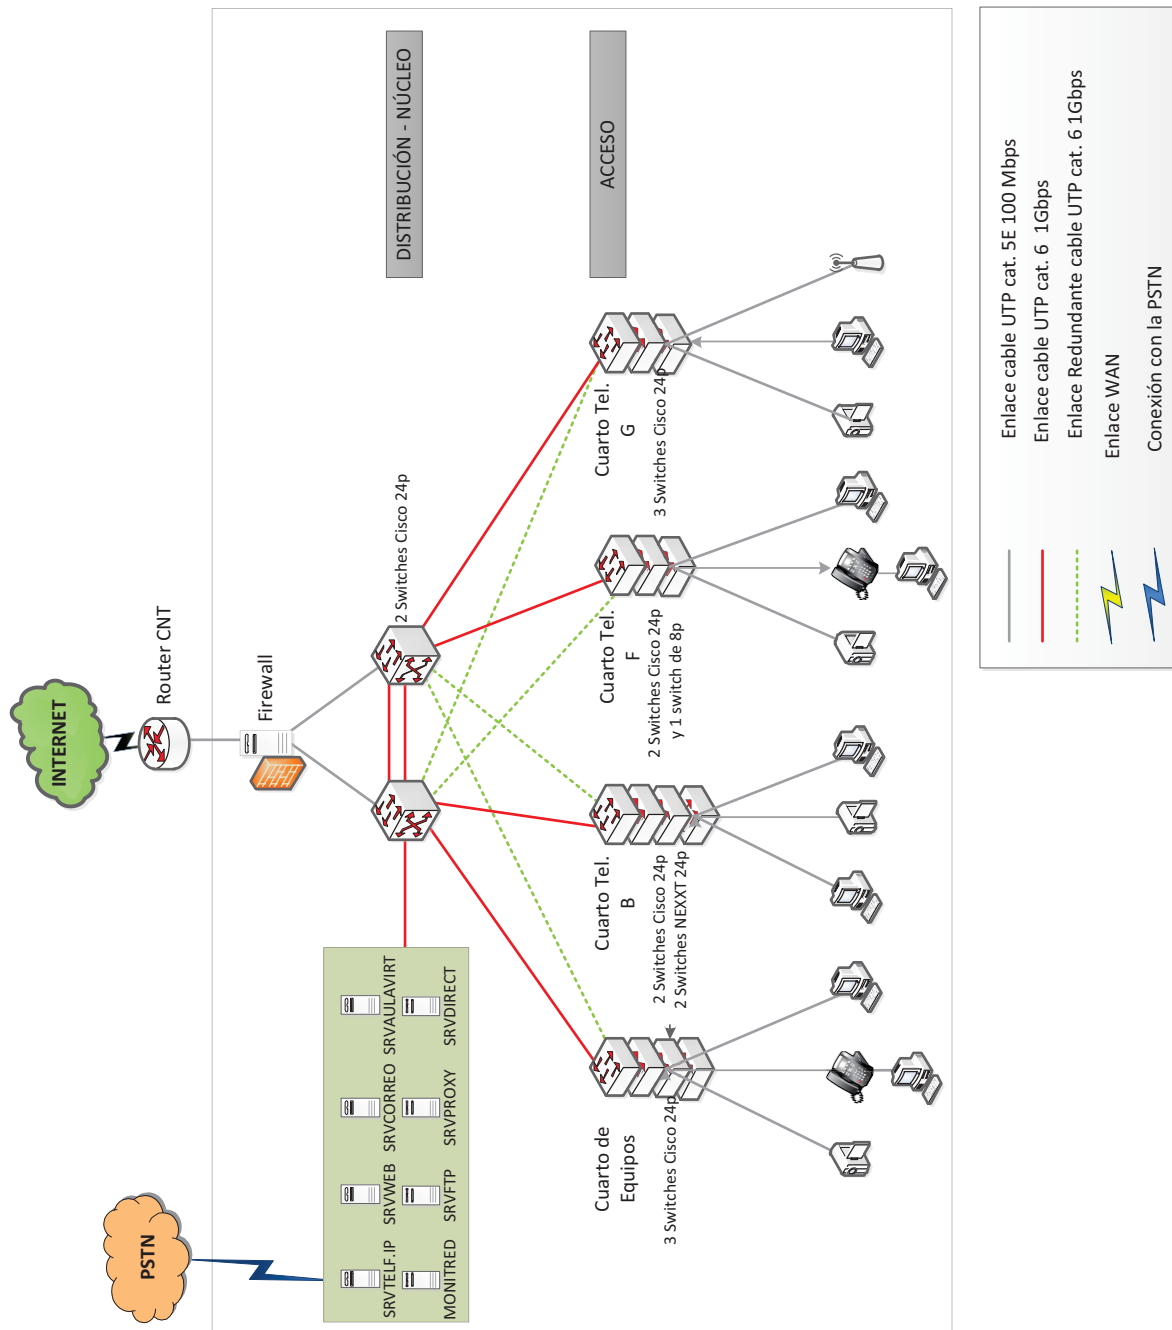 INTERNET
Router CNT
Firewall
PSTN
2 Switches Cisco 24p
DISTRIBUCIÓN - NÚCLEO
SRVTELF.IP
SRVWEB
SRVCORREO
SRVAULAVIRT
MONITRED
SRVFTP
SRVPROXY
SRVDIRECT
ACCESO
Cuarto de
Equipos
3 Switches Cisco 24p
Cuarto Tel.
B
2 Switches Cisco 24p
2 Switches NEXXT 24p
Cuarto Tel.
F
2 Switches Cisco 24p
y 1 switch de 8p
Cuarto Tel.
G
3 Switches Cisco 24p
Enlace cable UTP cat. 5E 100 Mbps
Enlace cable UTP cat. 6 1Gbps
Enlace Redundante cable UTP cat. 6 1Gbps
Enlace WAN
Conexión con la PSTN